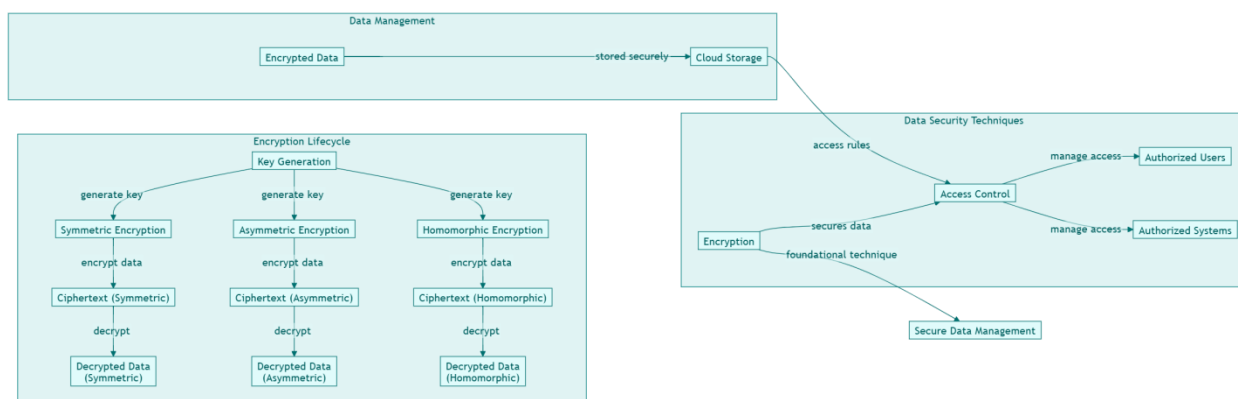 Data Management
Encrypted Data
stored securely
Cloud Storage
Data Security Techniques
access rules
manage access
Authorized Users
Access Control
secures data
manage access
Authorized Systems
Encryption
foundational technique
Secure Data Management
Encryption Lifecycle
Key Generation
generate key
generate key
generate key
Symmetric Encryption
Asymmetric Encryption
Homomorphic Encryption
encrypt data
encrypt data
encrypt data
Ciphertext (Symmetric)
Ciphertext (Asymmetric)
Ciphertext (Homomorphic)
decrypt
decrypt
decrypt
Decrypted Data
(Symmetric)
Decrypted Data
(Asymmetric)
Decrypted Data
(Homomorphic)